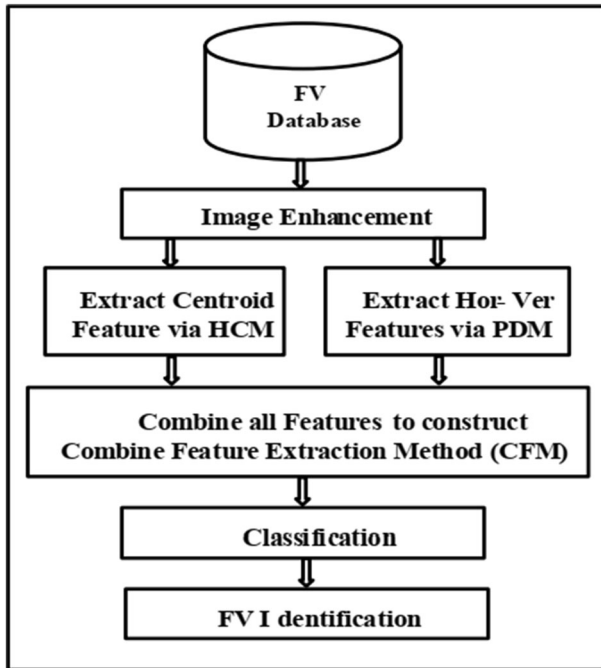 FV
Database
Image Enhancement
Extract Centroid
Feature via HCM
Extract Hor- Ver
Features via PDM
Combine all Features to construct
Combine Feature Extraction Method (CFM)
Classification
FV I dentification